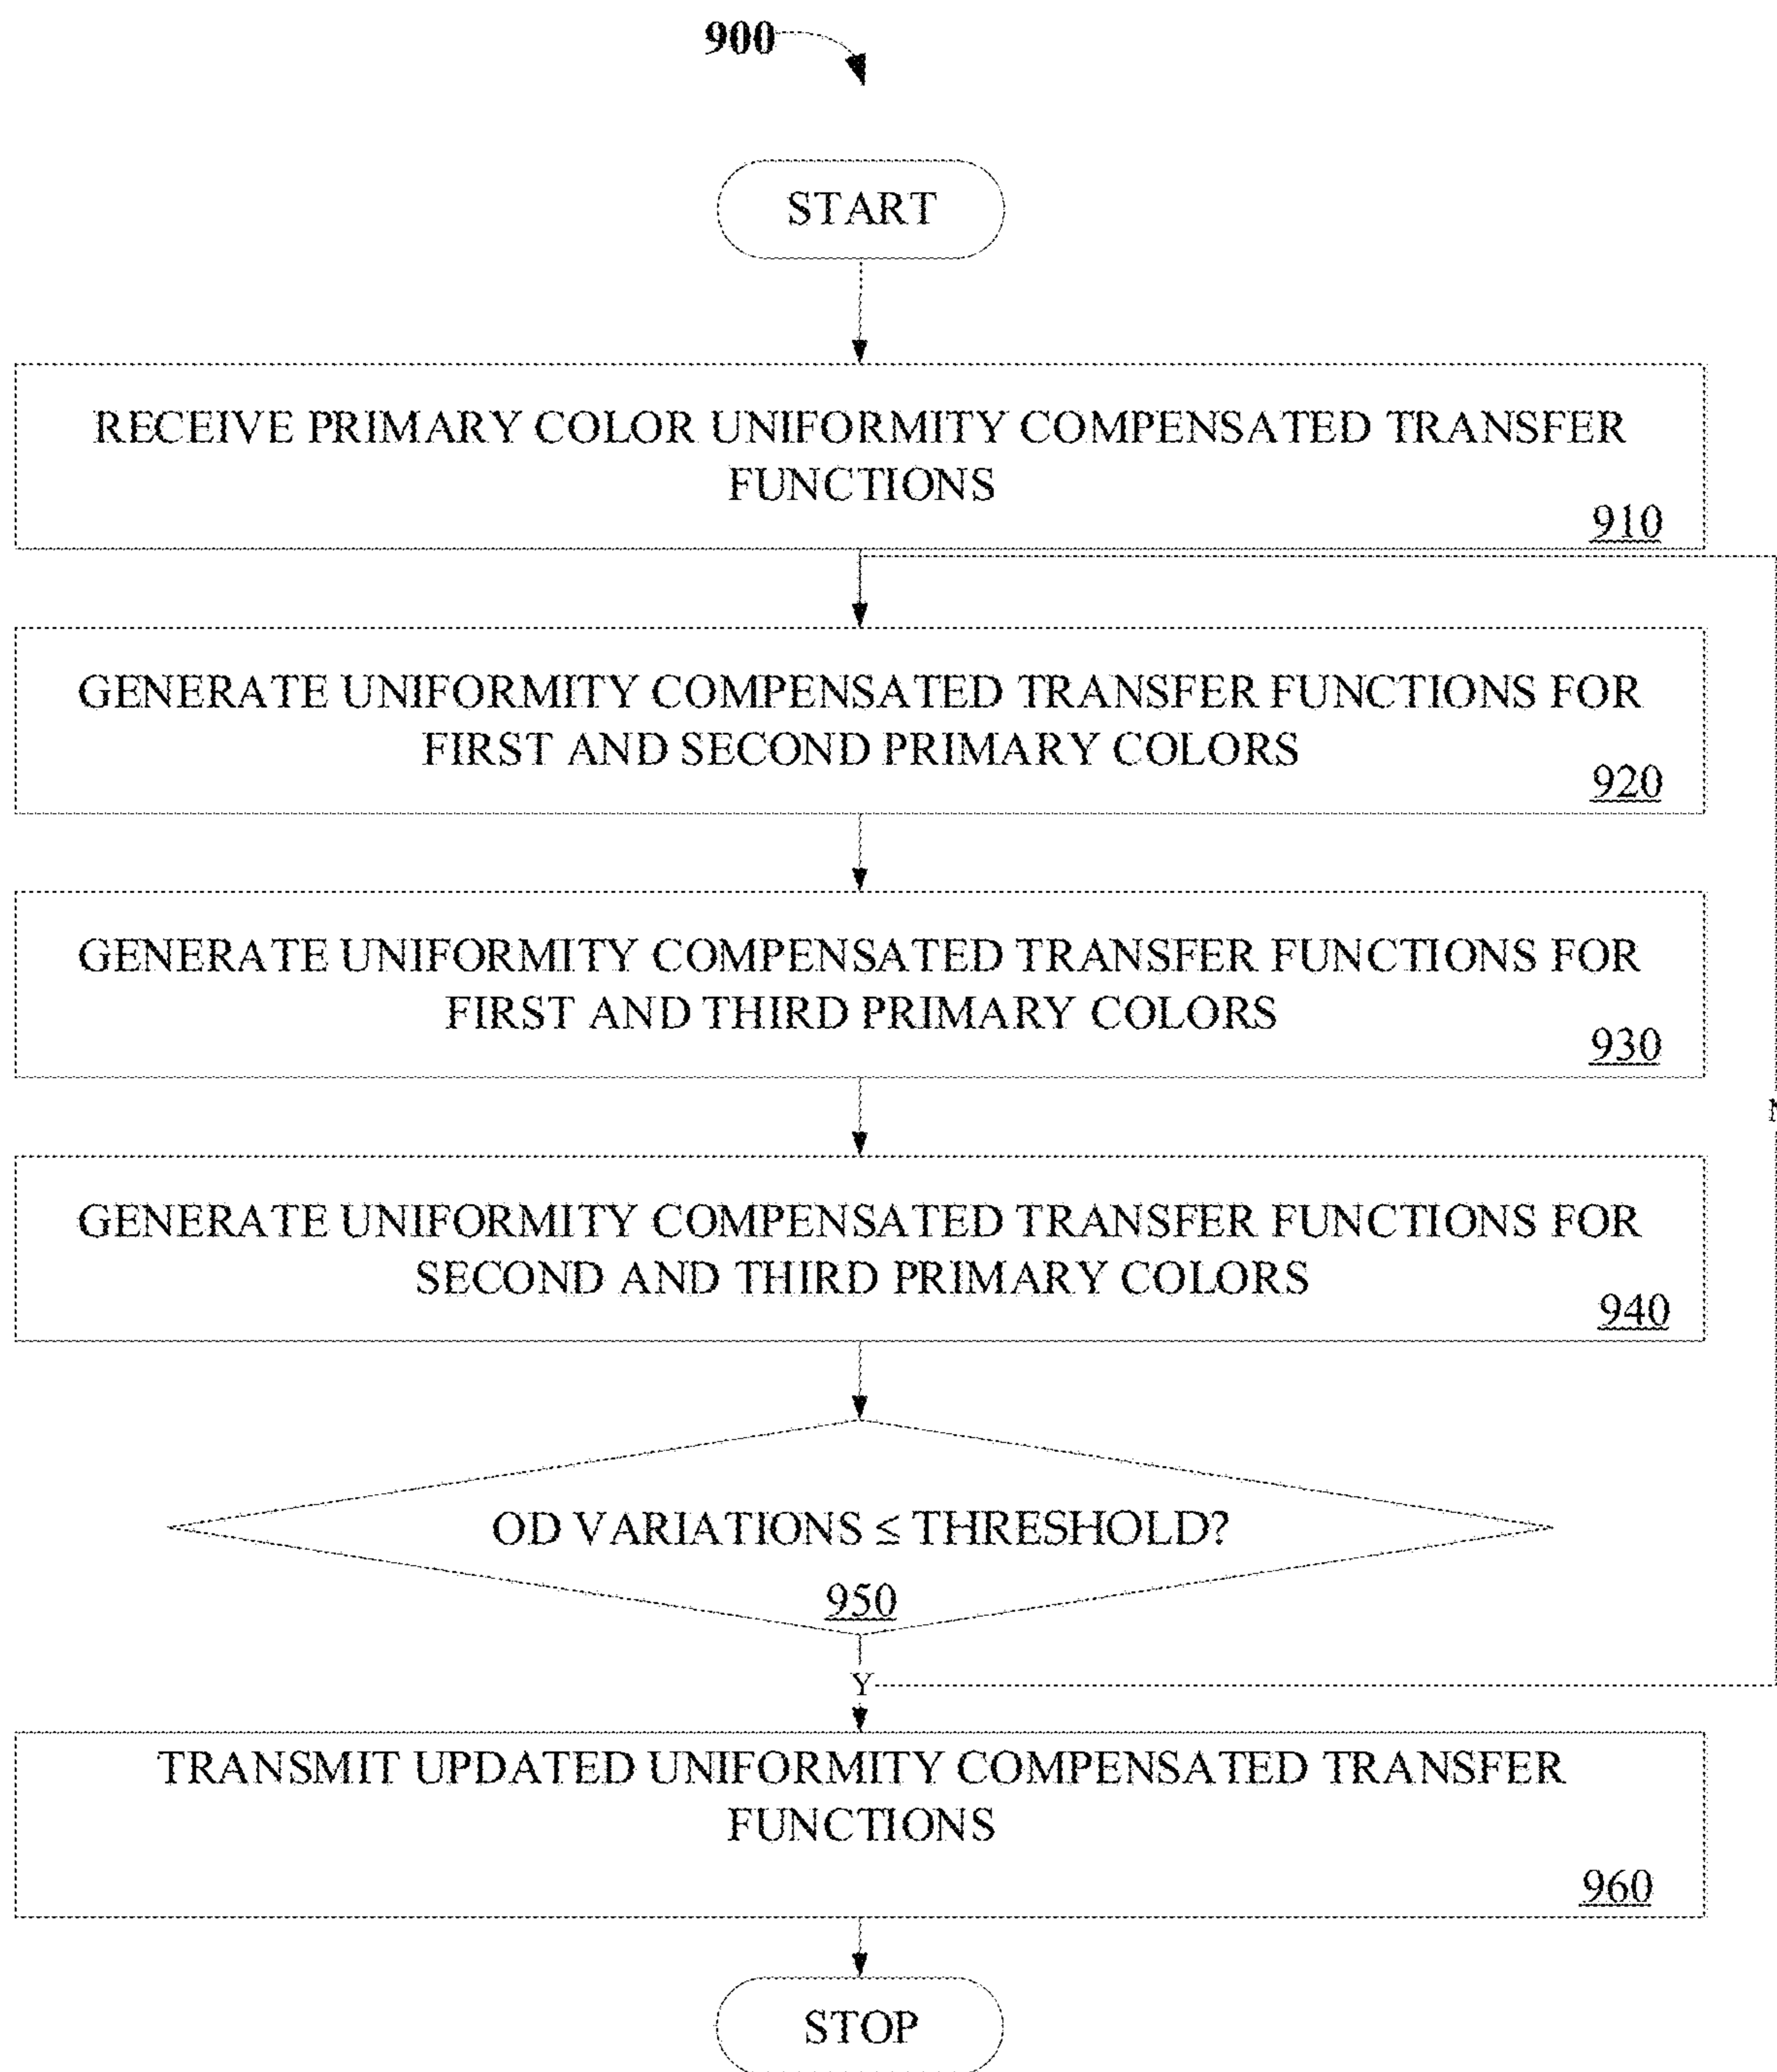 900
START
RECEIVE PRIMARY COLOR UNIFORMITY COMPENSATED TRANSFER
FUNCTIONS
910
GENERATE UNIFORMITY COMPENSATED TRANSFER FUNCTIONS FOR
FIRST AND SECOND PRIMARY COLORS
920
GENERATE UNIFORMITY COMPENSATED TRANSFER FUNCTIONS FOR
FIRST AND THIRD PRIMARY COLORS
930
GENERATE UNIFORMITY COMPENSATED TRANSFER FUNCTIONS FOR
SECOND AND THIRD PRIMARY COLORS
940
OD VARIATIONS ≤ THRESHOLD?
950
Y
TRANSMIT UPDATED UNIFORMITY COMPENSATED TRANSFER
FUNCTIONS
960
STOP